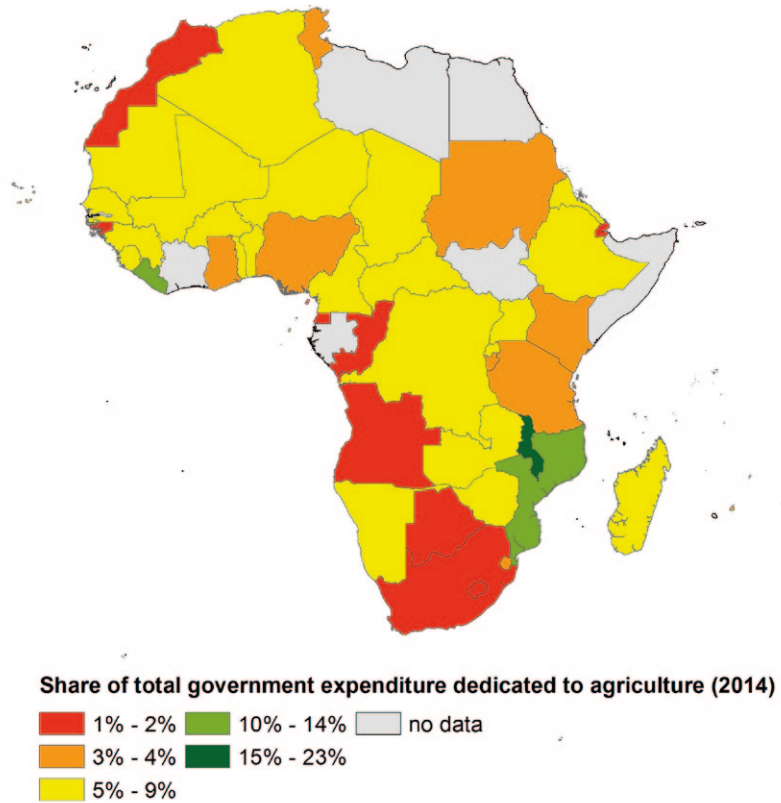 Share of total government expenditure dedicated to agriculture (2014)
1% - 2% 10% - 14% no data
3% - 4% 15% - 23%
5% - 9%